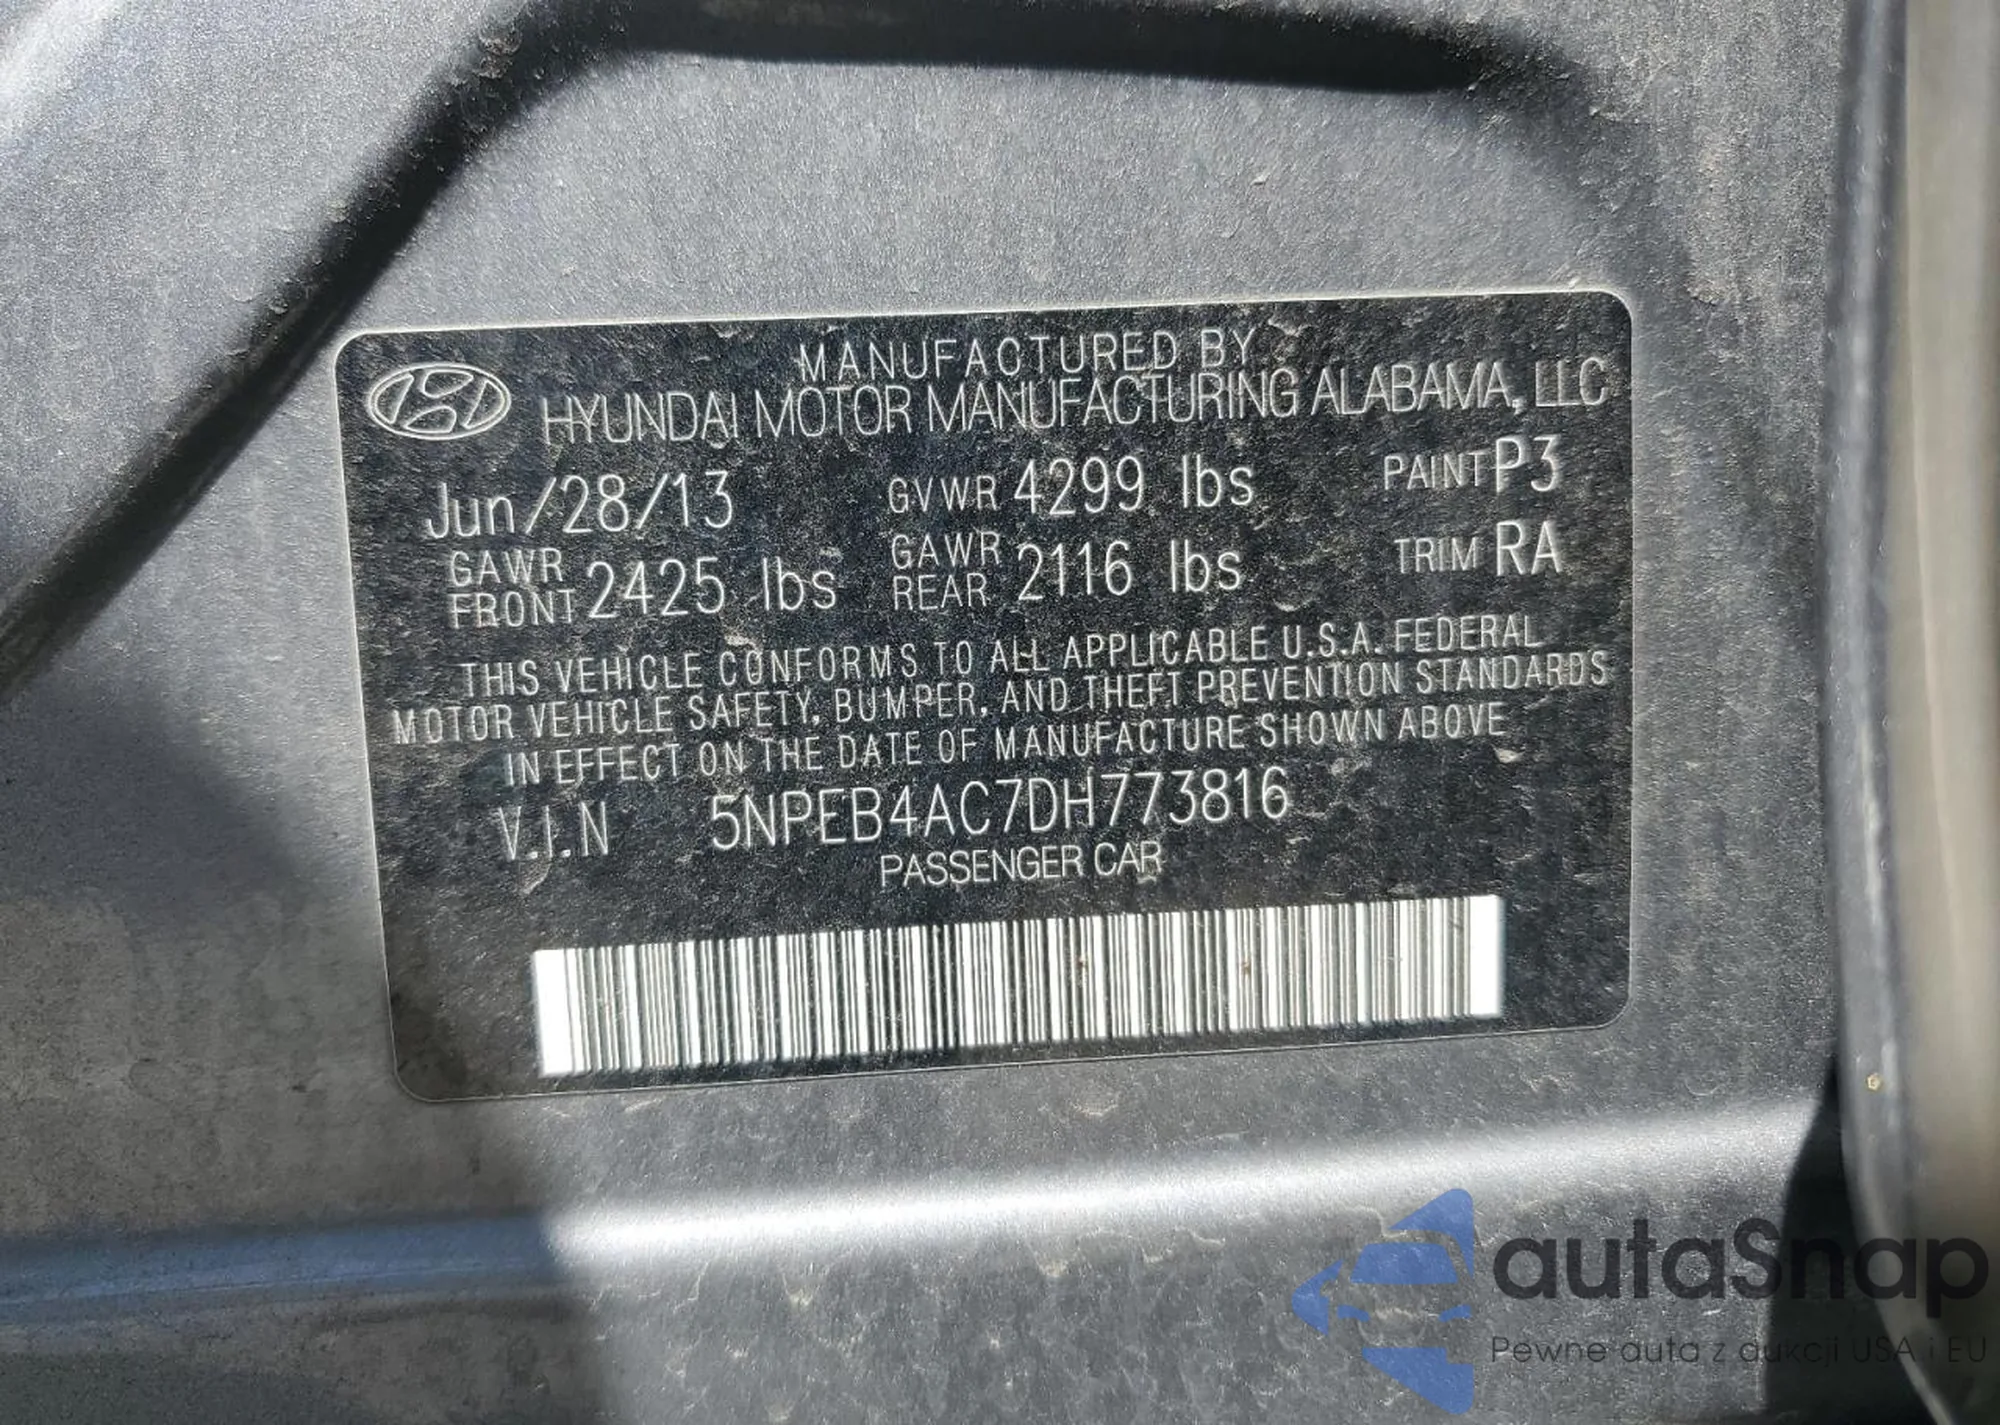 MANUFACTURED BY
HYUNDAI MOTOR MANUFACTURING ALABAMA, LLC
Jun/28/13 GVWR 4299 lbs PAINT P3
GAWR FRONT 2425 lbs GAWR REAR 2116 lbs TRIM RA
THIS VEHICLE CONFORMS TO ALL APPLICABLE U.S.A. FEDERAL
MOTOR VEHICLE SAFETY, BUMPER, AND THEFT PREVENTION STANDARDS
IN EFFECT ON THE DATE OF MANUFACTURE SHOWN ABOVE
V.I.N 5NPEB4AC7DH773816
PASSENGER CAR
autaSnap
Pewne auta z aukcji USA i EU